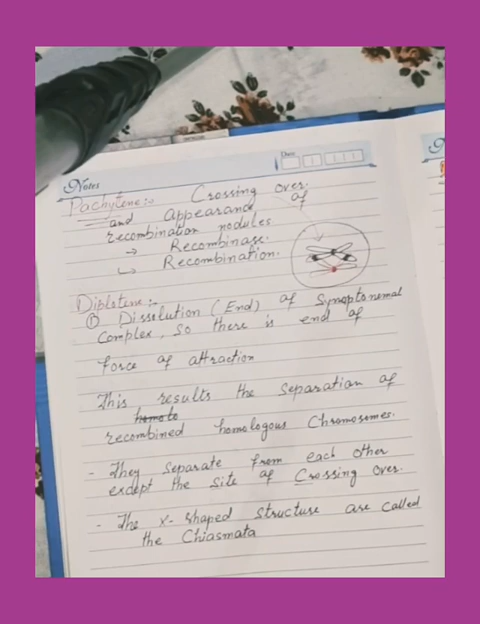 Notes
Date:
Pachytene:- Crossing over
and Appearance of
recombination nodules
→ Recombinase.
↳ Recombination.
Diplotene:-
① Dissolution (End) of Synoptonemal
Complex, so there is end of
force of attraction
This results the separation of
homoto
recombined homologous Chromosomes.
- They Separate from each other
except the site of Crossing over.
- The x-shaped structure are called
the Chiasmata